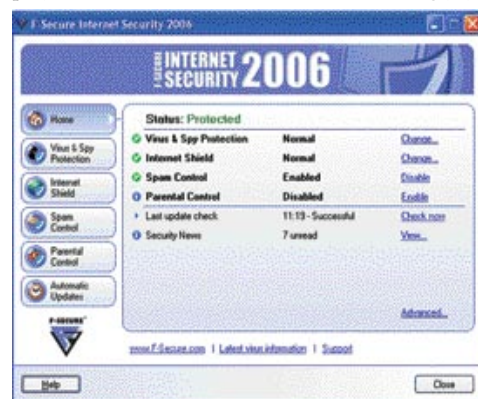 F-Secure Internet Security 2006
F-SECURE INTERNET SECURITY 2006
Home
Virus & Spy Protection
Internet Shield
Spam Control
Parental Control
Automatic Updates
F-SECURE
Status: Protected
Virus & Spy Protection Normal Change...
Internet Shield Normal Change...
Spam Control Enabled Disable
Parental Control Disabled Enable
Last update check 11:19 - Successful Check now
Security News 7 unread View...
Advanced...
www.F-Secure.com | Latest virus information | Support
Help
Close